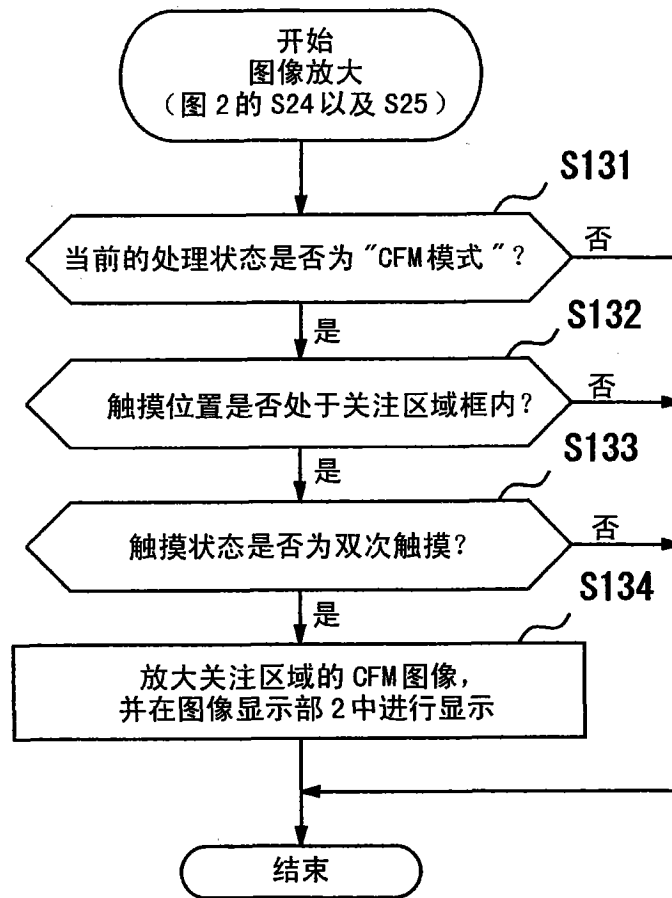 开始
图像放大
（图2的S24以及S25）
S131
当前的处理状态是否为"CFM模式"？
否
是
S132
触摸位置是否处于关注区域框内？
否
是
S133
触摸状态是否为双次触摸？
否
是
S134
放大关注区域的CFM图像，
并在图像显示部2中进行显示
结束